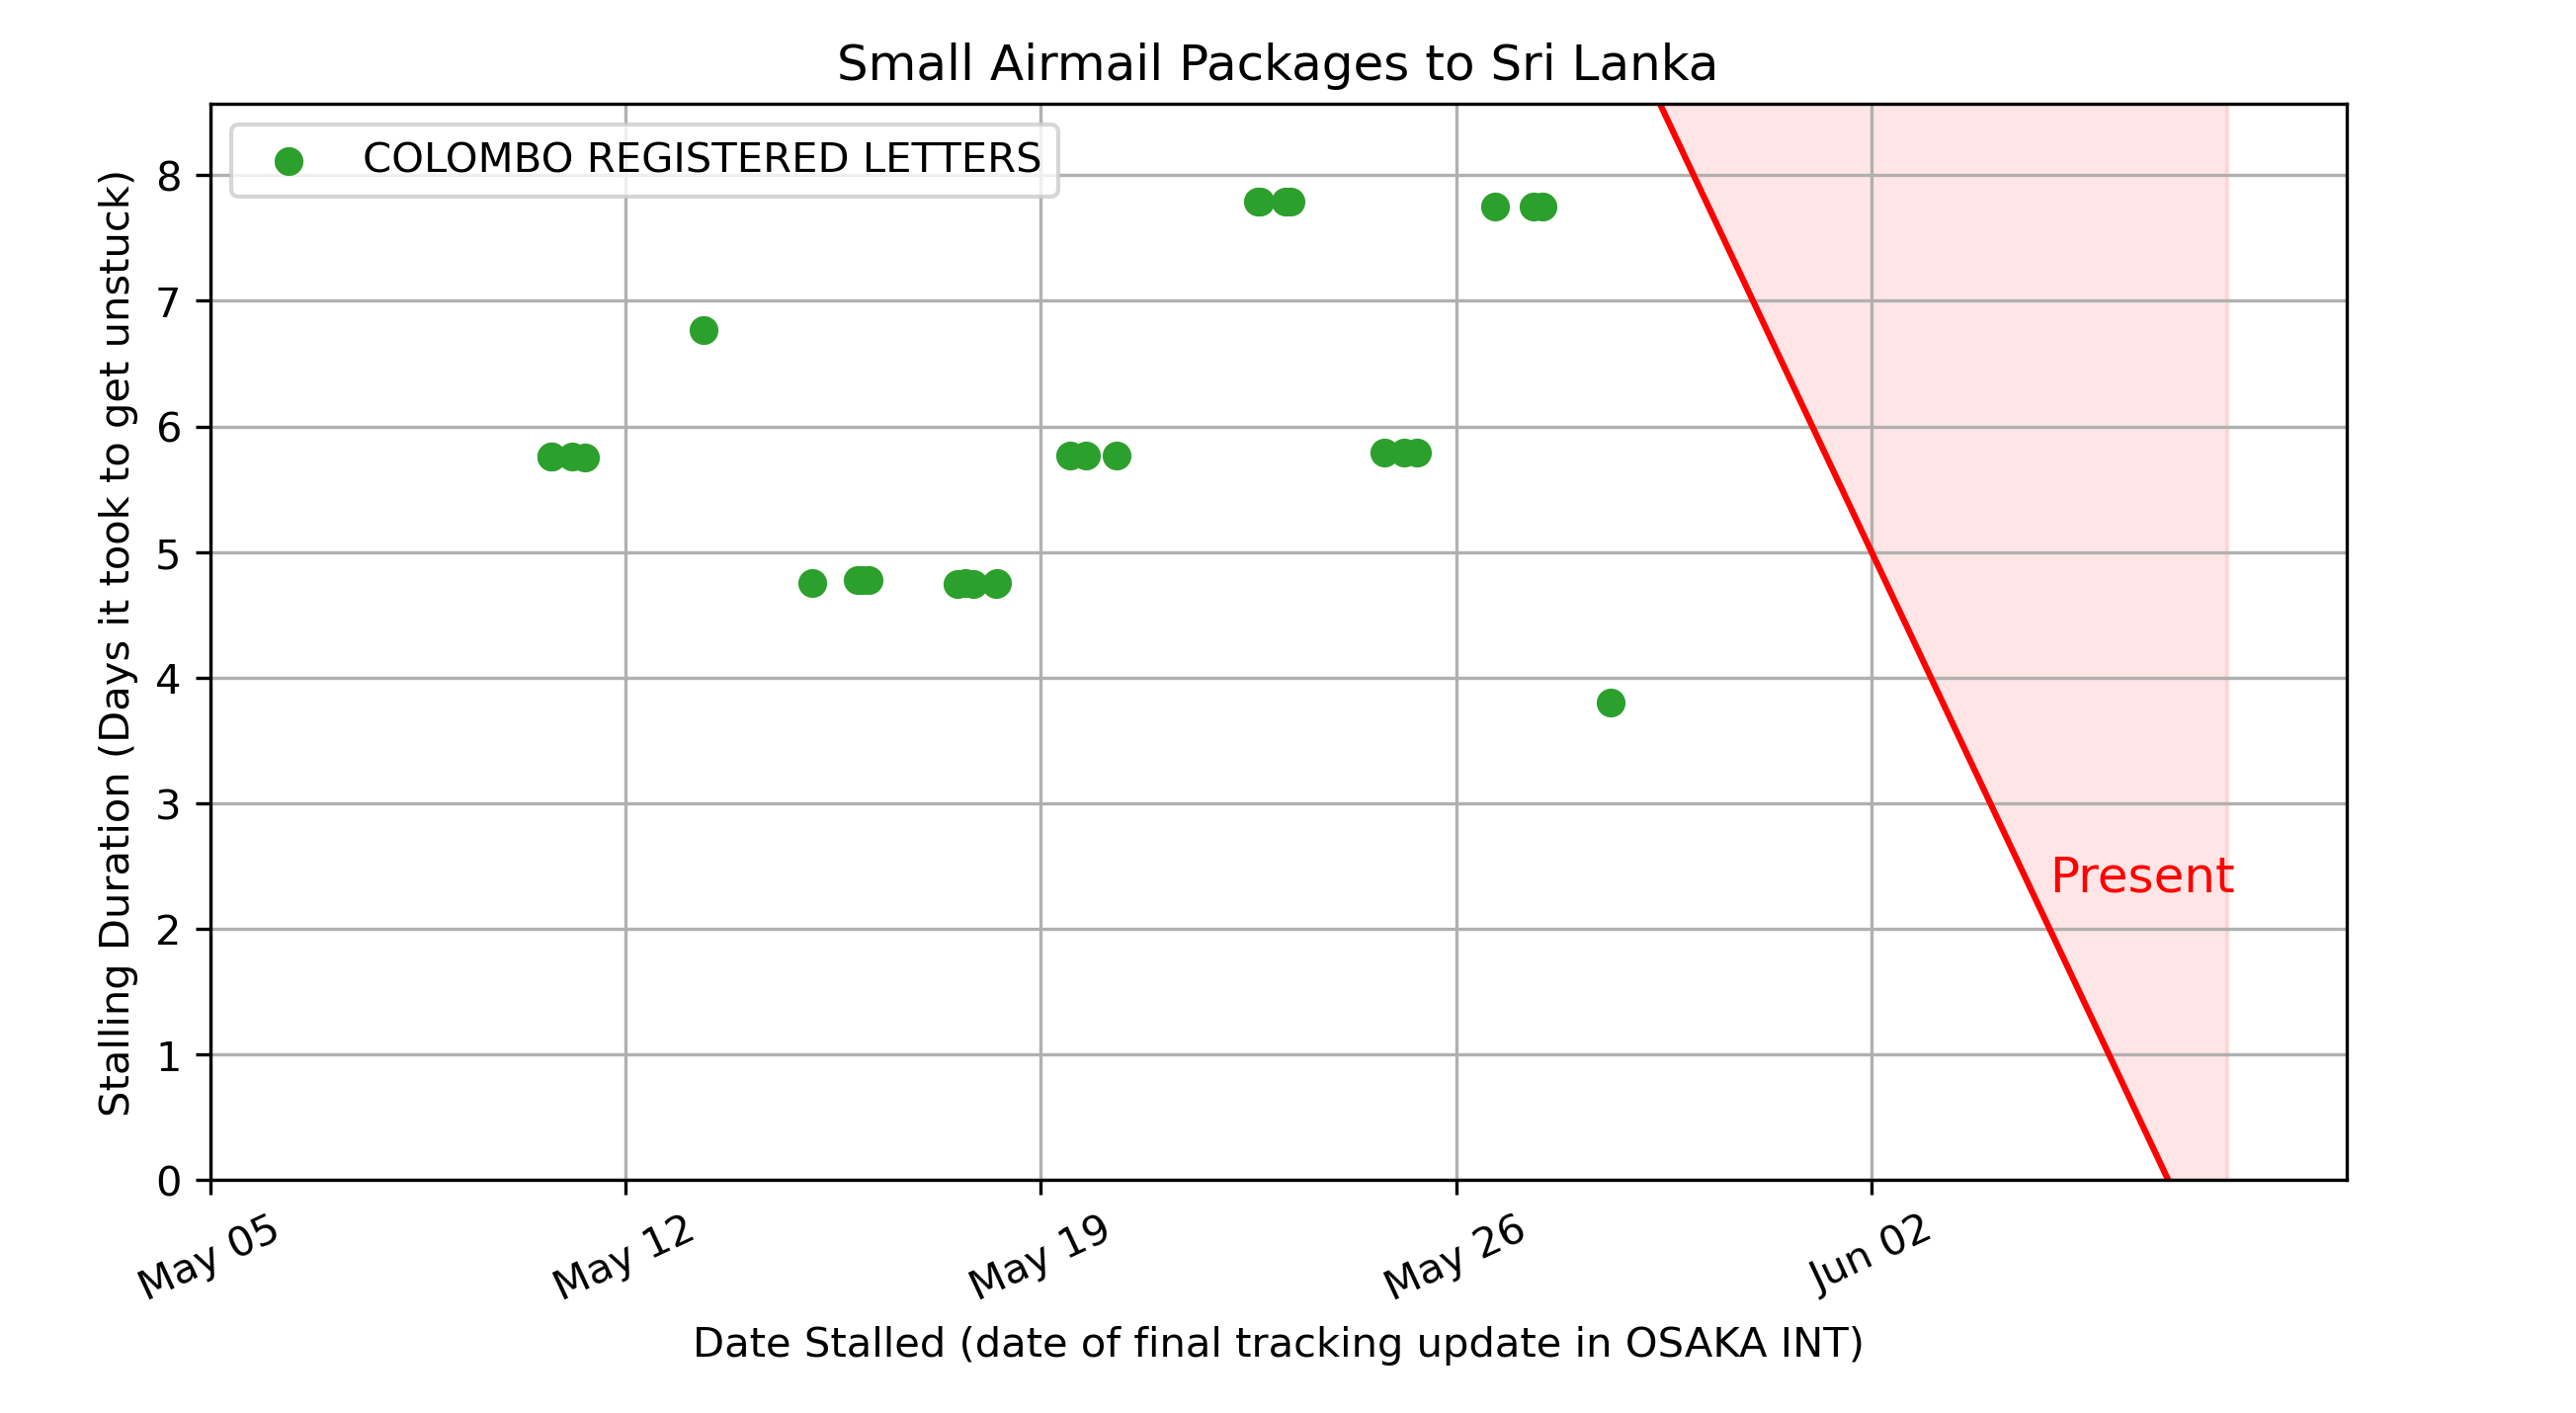 Small Airmail Packages to Sri Lanka
COLOMBO REGISTERED LETTERS
Stalling Duration (Days it took to get unstuck)
8
7
6
5
4
3
2
1
0
Present
May 05
May 12
May 19
May 26
Jun 02
Date Stalled (date of final tracking update in OSAKA INT)